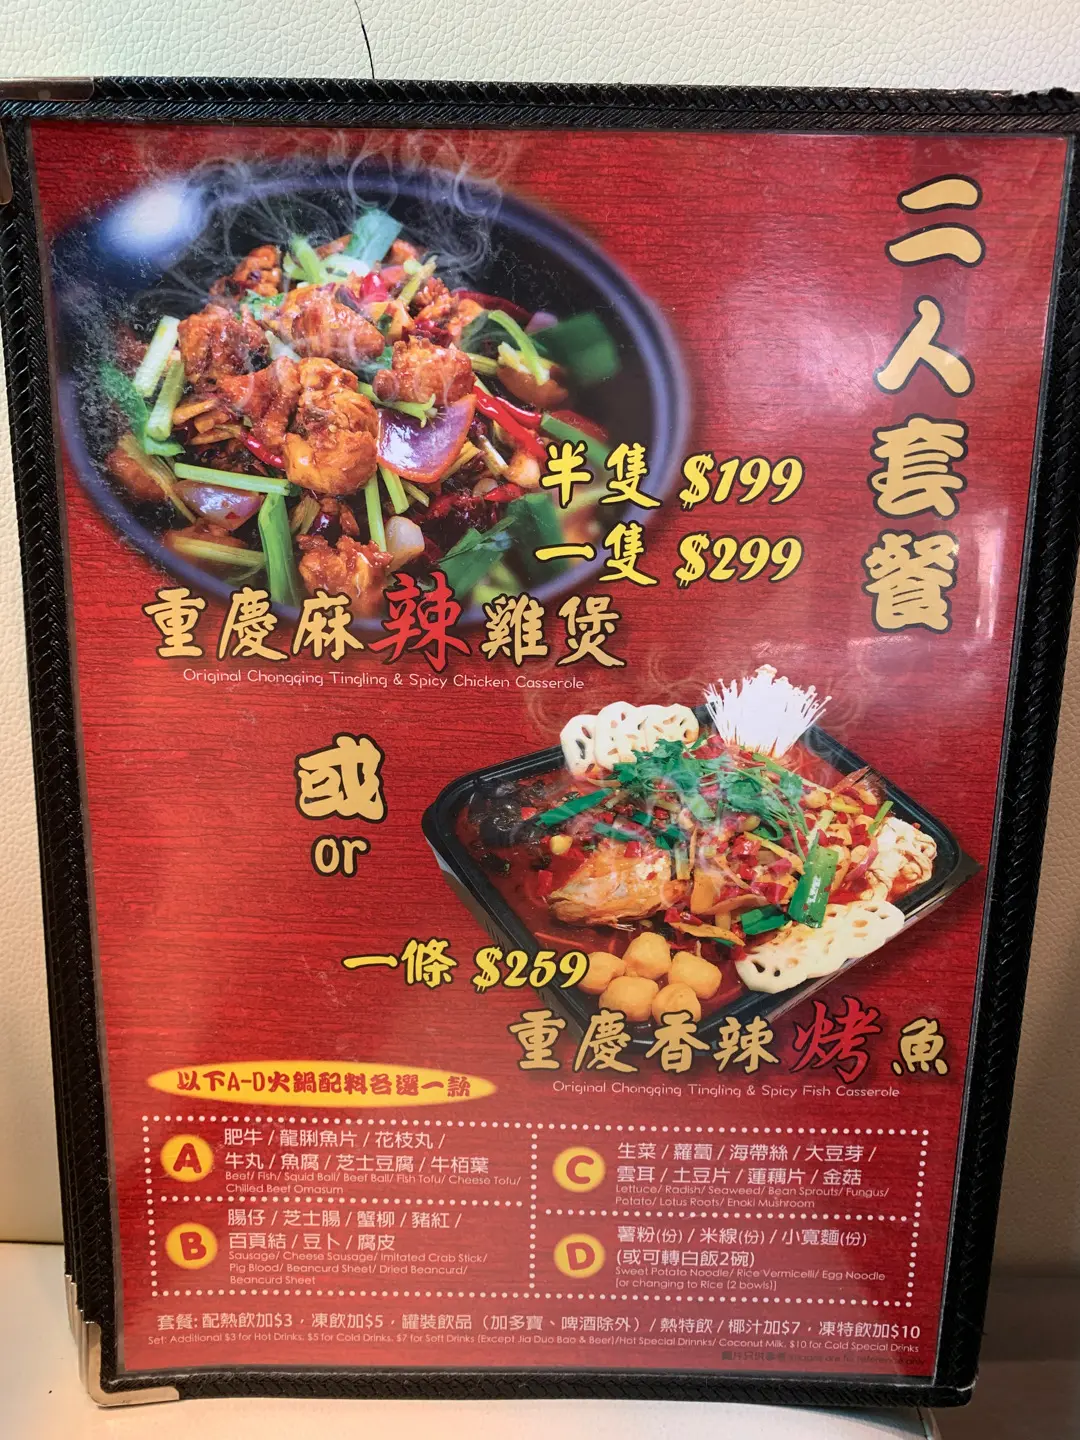 二人套餐
半隻 $199
一隻 $299
重慶麻辣雞煲
Original Chongqing Tingling & Spicy Chicken Casserole
或
or
一條 $259
重慶香辣烤魚
Original Chongqing Tingling & Spicy Fish Casserole
以下A-D火鍋配料各選一款
A
肥牛 / 龍脷魚片 / 花枝丸 /
牛丸 / 魚腐 / 芝士豆腐 / 牛栢葉
Beef/ Fish/ Squid Ball/ Beef Ball/ Fish Tofu/ Cheese Tofu/
Chilled Beef Omasum
B
腸仔 / 芝士腸 / 蟹柳 / 豬紅 /
百頁結 / 豆卜 / 腐皮
Sausage/ Cheese Sausage/ Imitated Crab Stick/
Pig Blood/ Beancurd Sheet/ Dried Beancurd/
Beancurd Sheet
C
生菜 / 蘿蔔 / 海帶絲 / 大豆芽 /
雲耳 / 土豆片 / 蓮藕片 / 金菇
Lettuce/ Radish/ Seaweed/ Bean Sprouts/ Fungus/
Potato/ Lotus Roots/ Enoki Mushroom
D
薯粉(份) / 米線(份) / 小寬麵(份)
(或可轉白飯2碗)
Sweet Potato Noodle/ Rice Vermicelli/ Egg Noodle
[or changing to Rice (2 bowls)]
套餐: 配熱飲加$3，凍飲加$5，罐裝飲品（加多寶、啤酒除外）/ 熱特飲 / 椰汁加$7，凍特飲加$10
Set: Additional $3 for Hot Drinks, $5 for Cold Drinks, $7 for Soft Drinks (Except Jia Duo Bao & Beer)/Hot Special Drinnks/ Coconut Milk, $10 for Cold Special Drinks
圖片只供參考 Images are for reference only